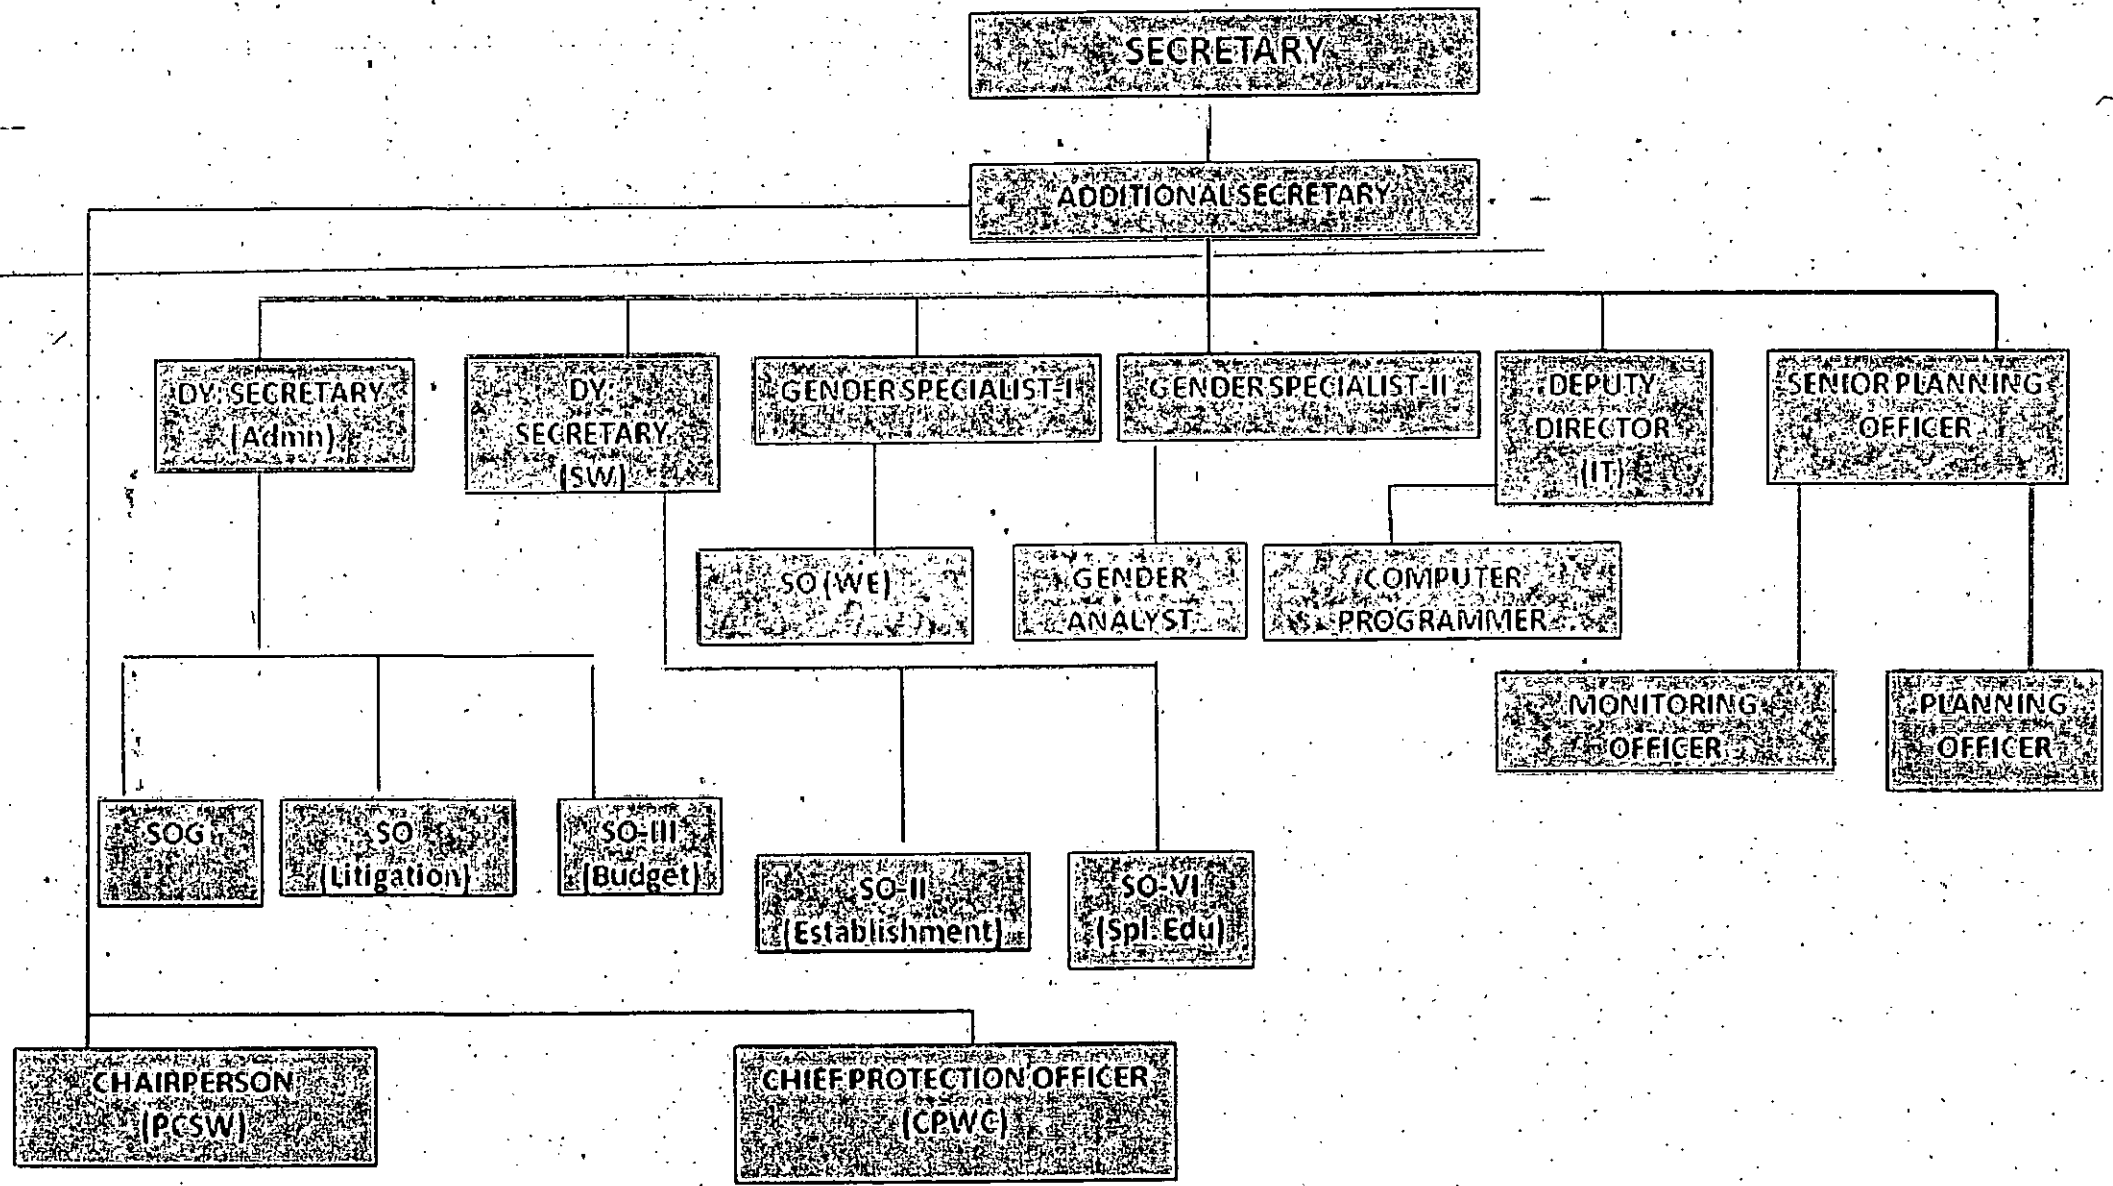 SECRETARY
ADDITIONAL SECRETARY
DY: SECRETARY
(Admn)
DY:
SECRETARY
(SW)
GENDER SPECIALIST-I
GENDER SPECIALIST-II
DEPUTY
DIRECTOR
(IT)
SENIOR PLANNING
OFFICER
SO (WE)
GENDER
ANALYST
COMPUTER
PROGRAMMER
MONITORING
OFFICER
PLANNING
OFFICER
SOG
SO
(Litigation)
SO-III
(Budget)
SO-II
(Establishment)
SO-VI
(Spl. Edu)
CHAIRPERSON
(PCSW)
CHIEF PROTECTION OFFICER
(CPWC)